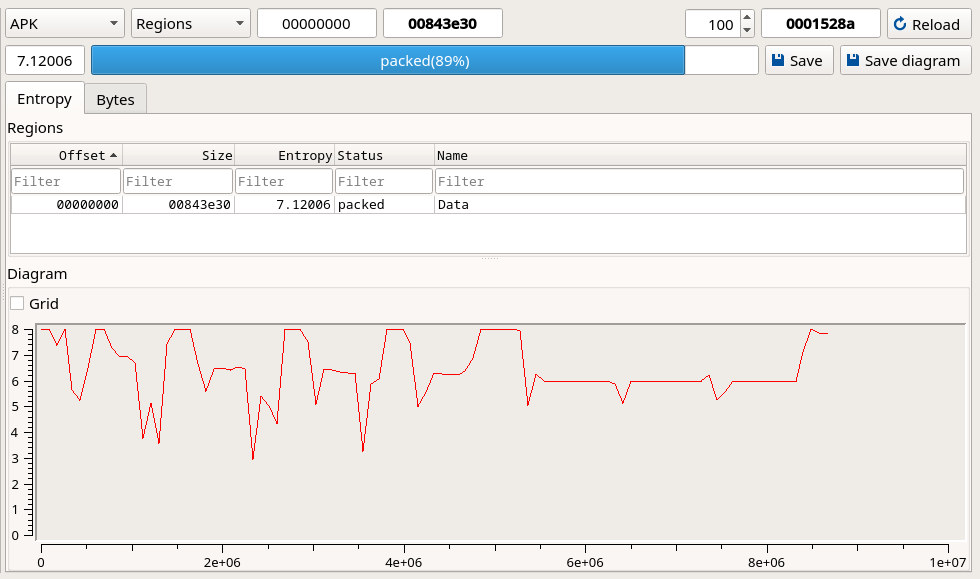 APK Regions 00000000 00843e30 100 0001528a Reload
7.12006 packed(89%) Save Save diagram
Entropy Bytes
Regions
Offset Size Entropy Status Name
Filter Filter Filter Filter Filter
00000000 00843e30 7.12006 packed Data
Diagram
Grid
8
7
6
5
4
3
2
1
0
0 2e+06 4e+06 6e+06 8e+06 1e+07